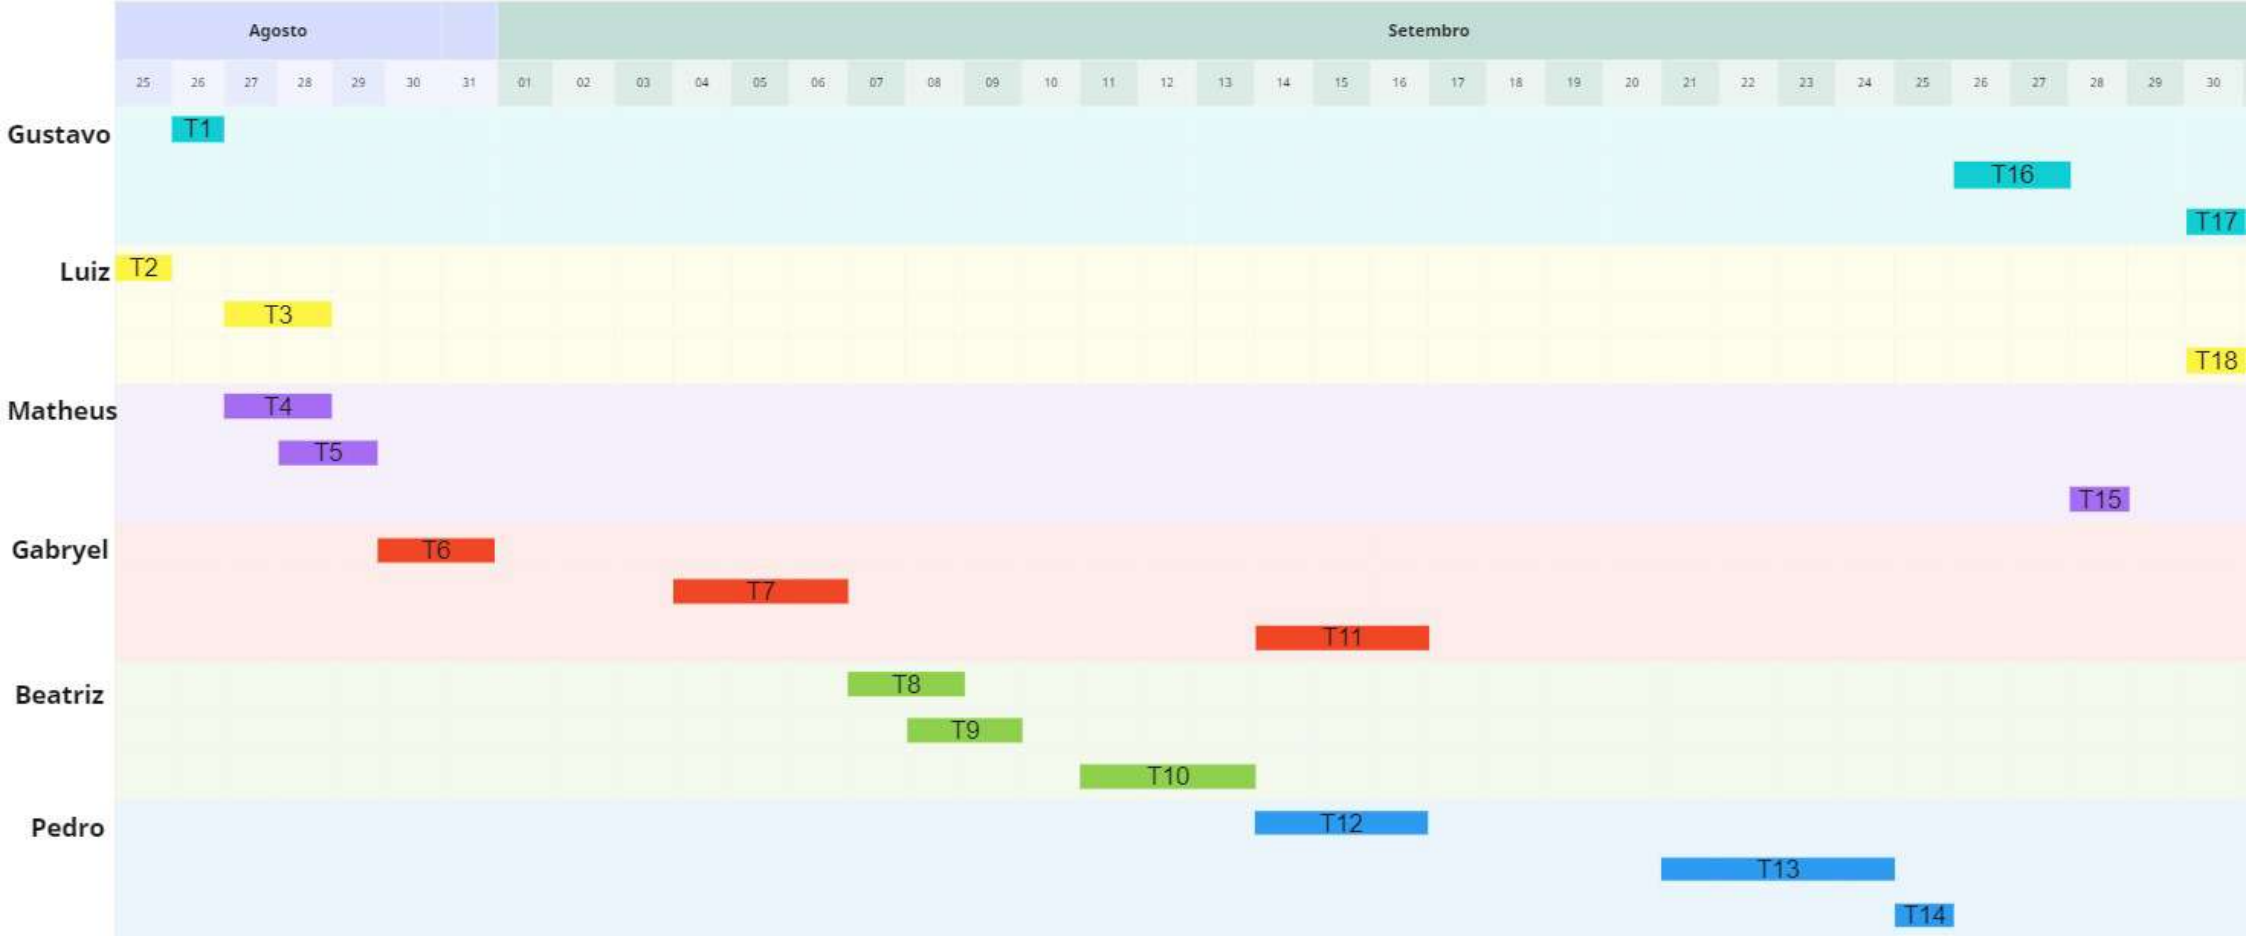 Agosto Setembro
25 26 27 28 29 30 31 01 02 03 04 05 06 07 08 09 10 11 12 13 14 15 16 17 18 19 20 21 22 23 24 25 26 27 28 29 30
Gustavo T1
T16
T17
Luiz T2
T3
T18
Matheus T4
T5
T15
Gabryel T6
T7
T11
Beatriz T8
T9
T10
Pedro T12
T13
T14